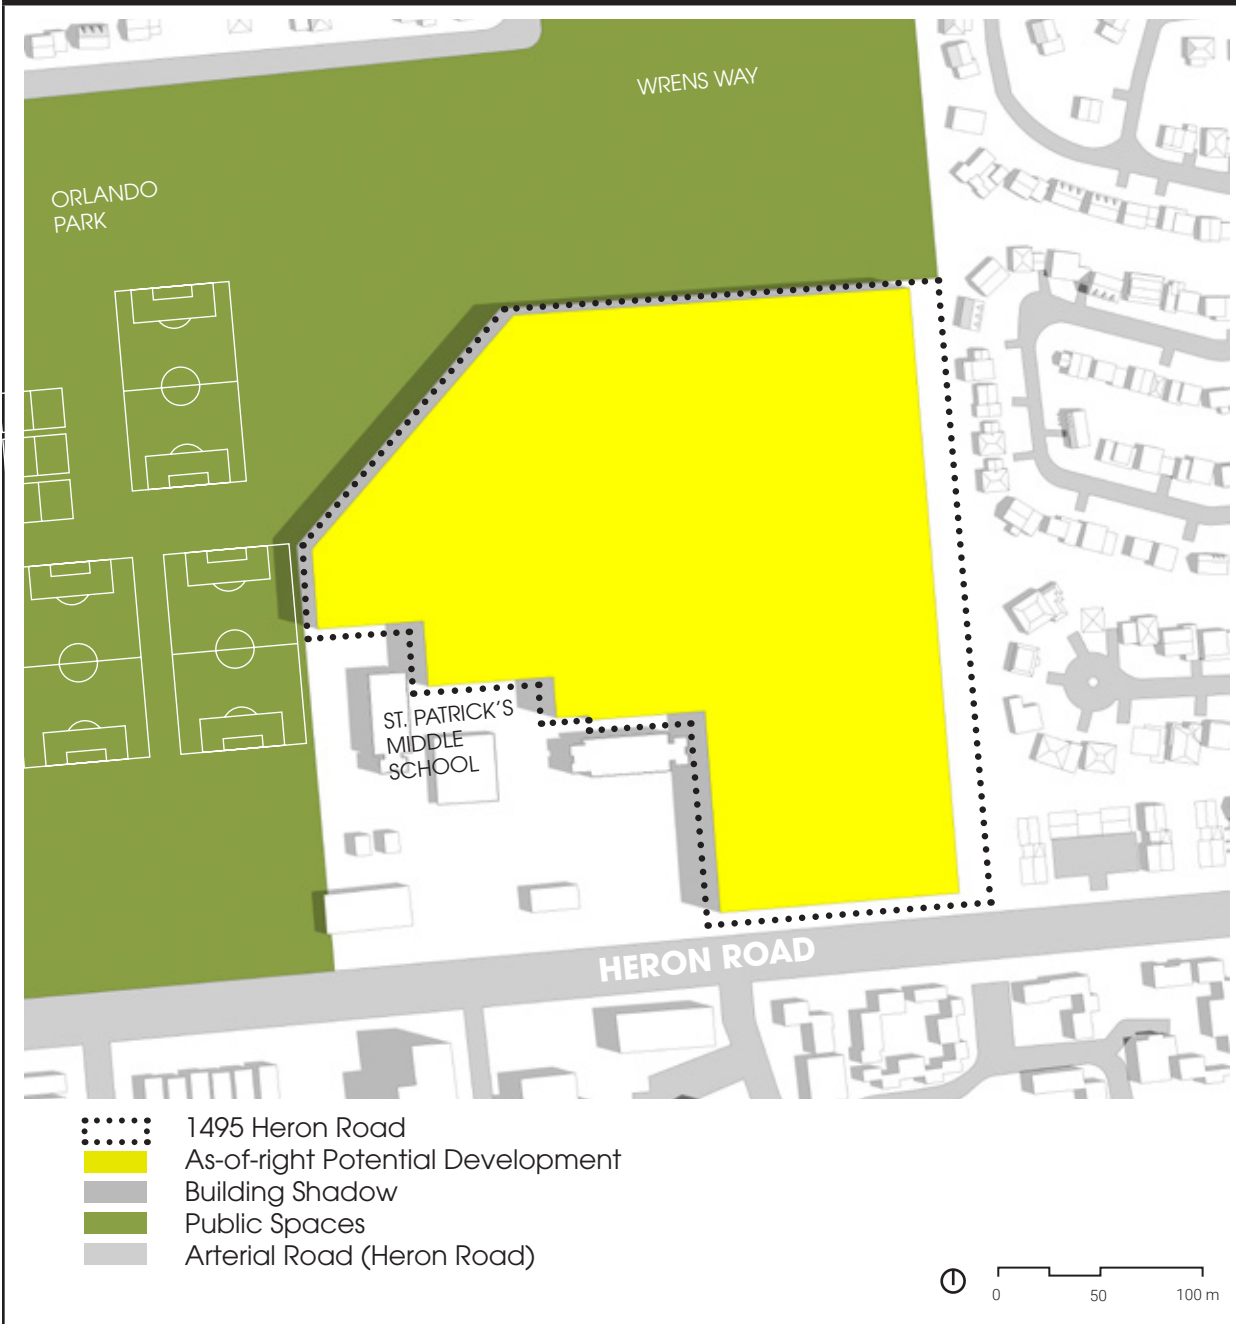 WRENS WAY
ORLANDO
PARK
ST. PATRICK'S
MIDDLE
SCHOOL
HERON ROAD
1495 Heron Road
As-of-right Potential Development
Building Shadow
Public Spaces
Arterial Road (Heron Road)
0 50 100 m